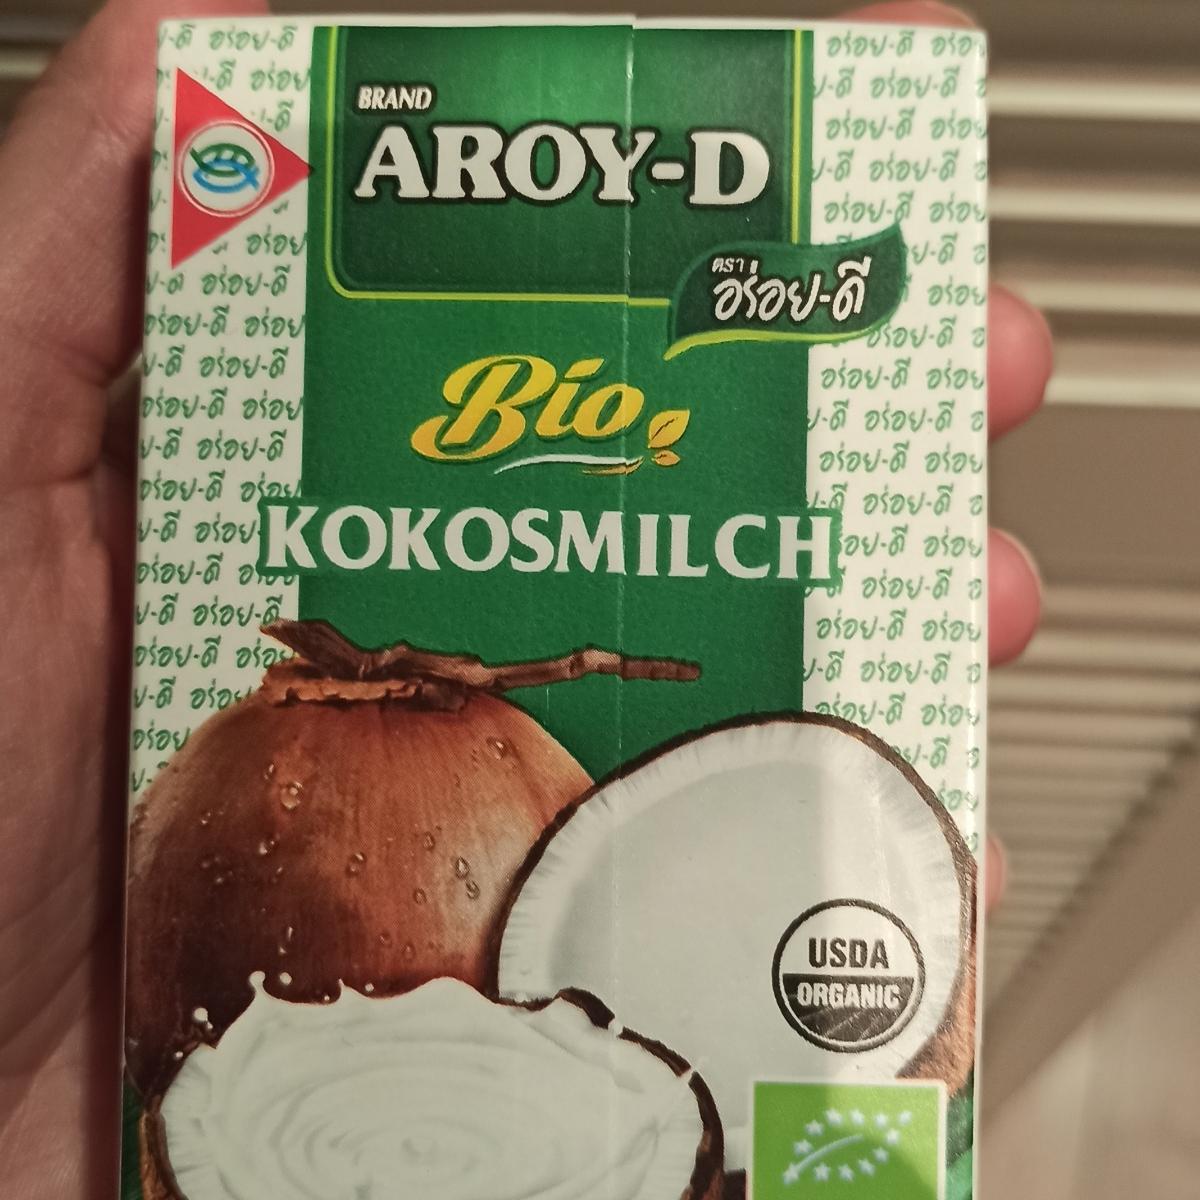 BRAND
AROY-D
ตรา
อร่อย-ดี
Bio
KOKOSMILCH
USDA
ORGANIC